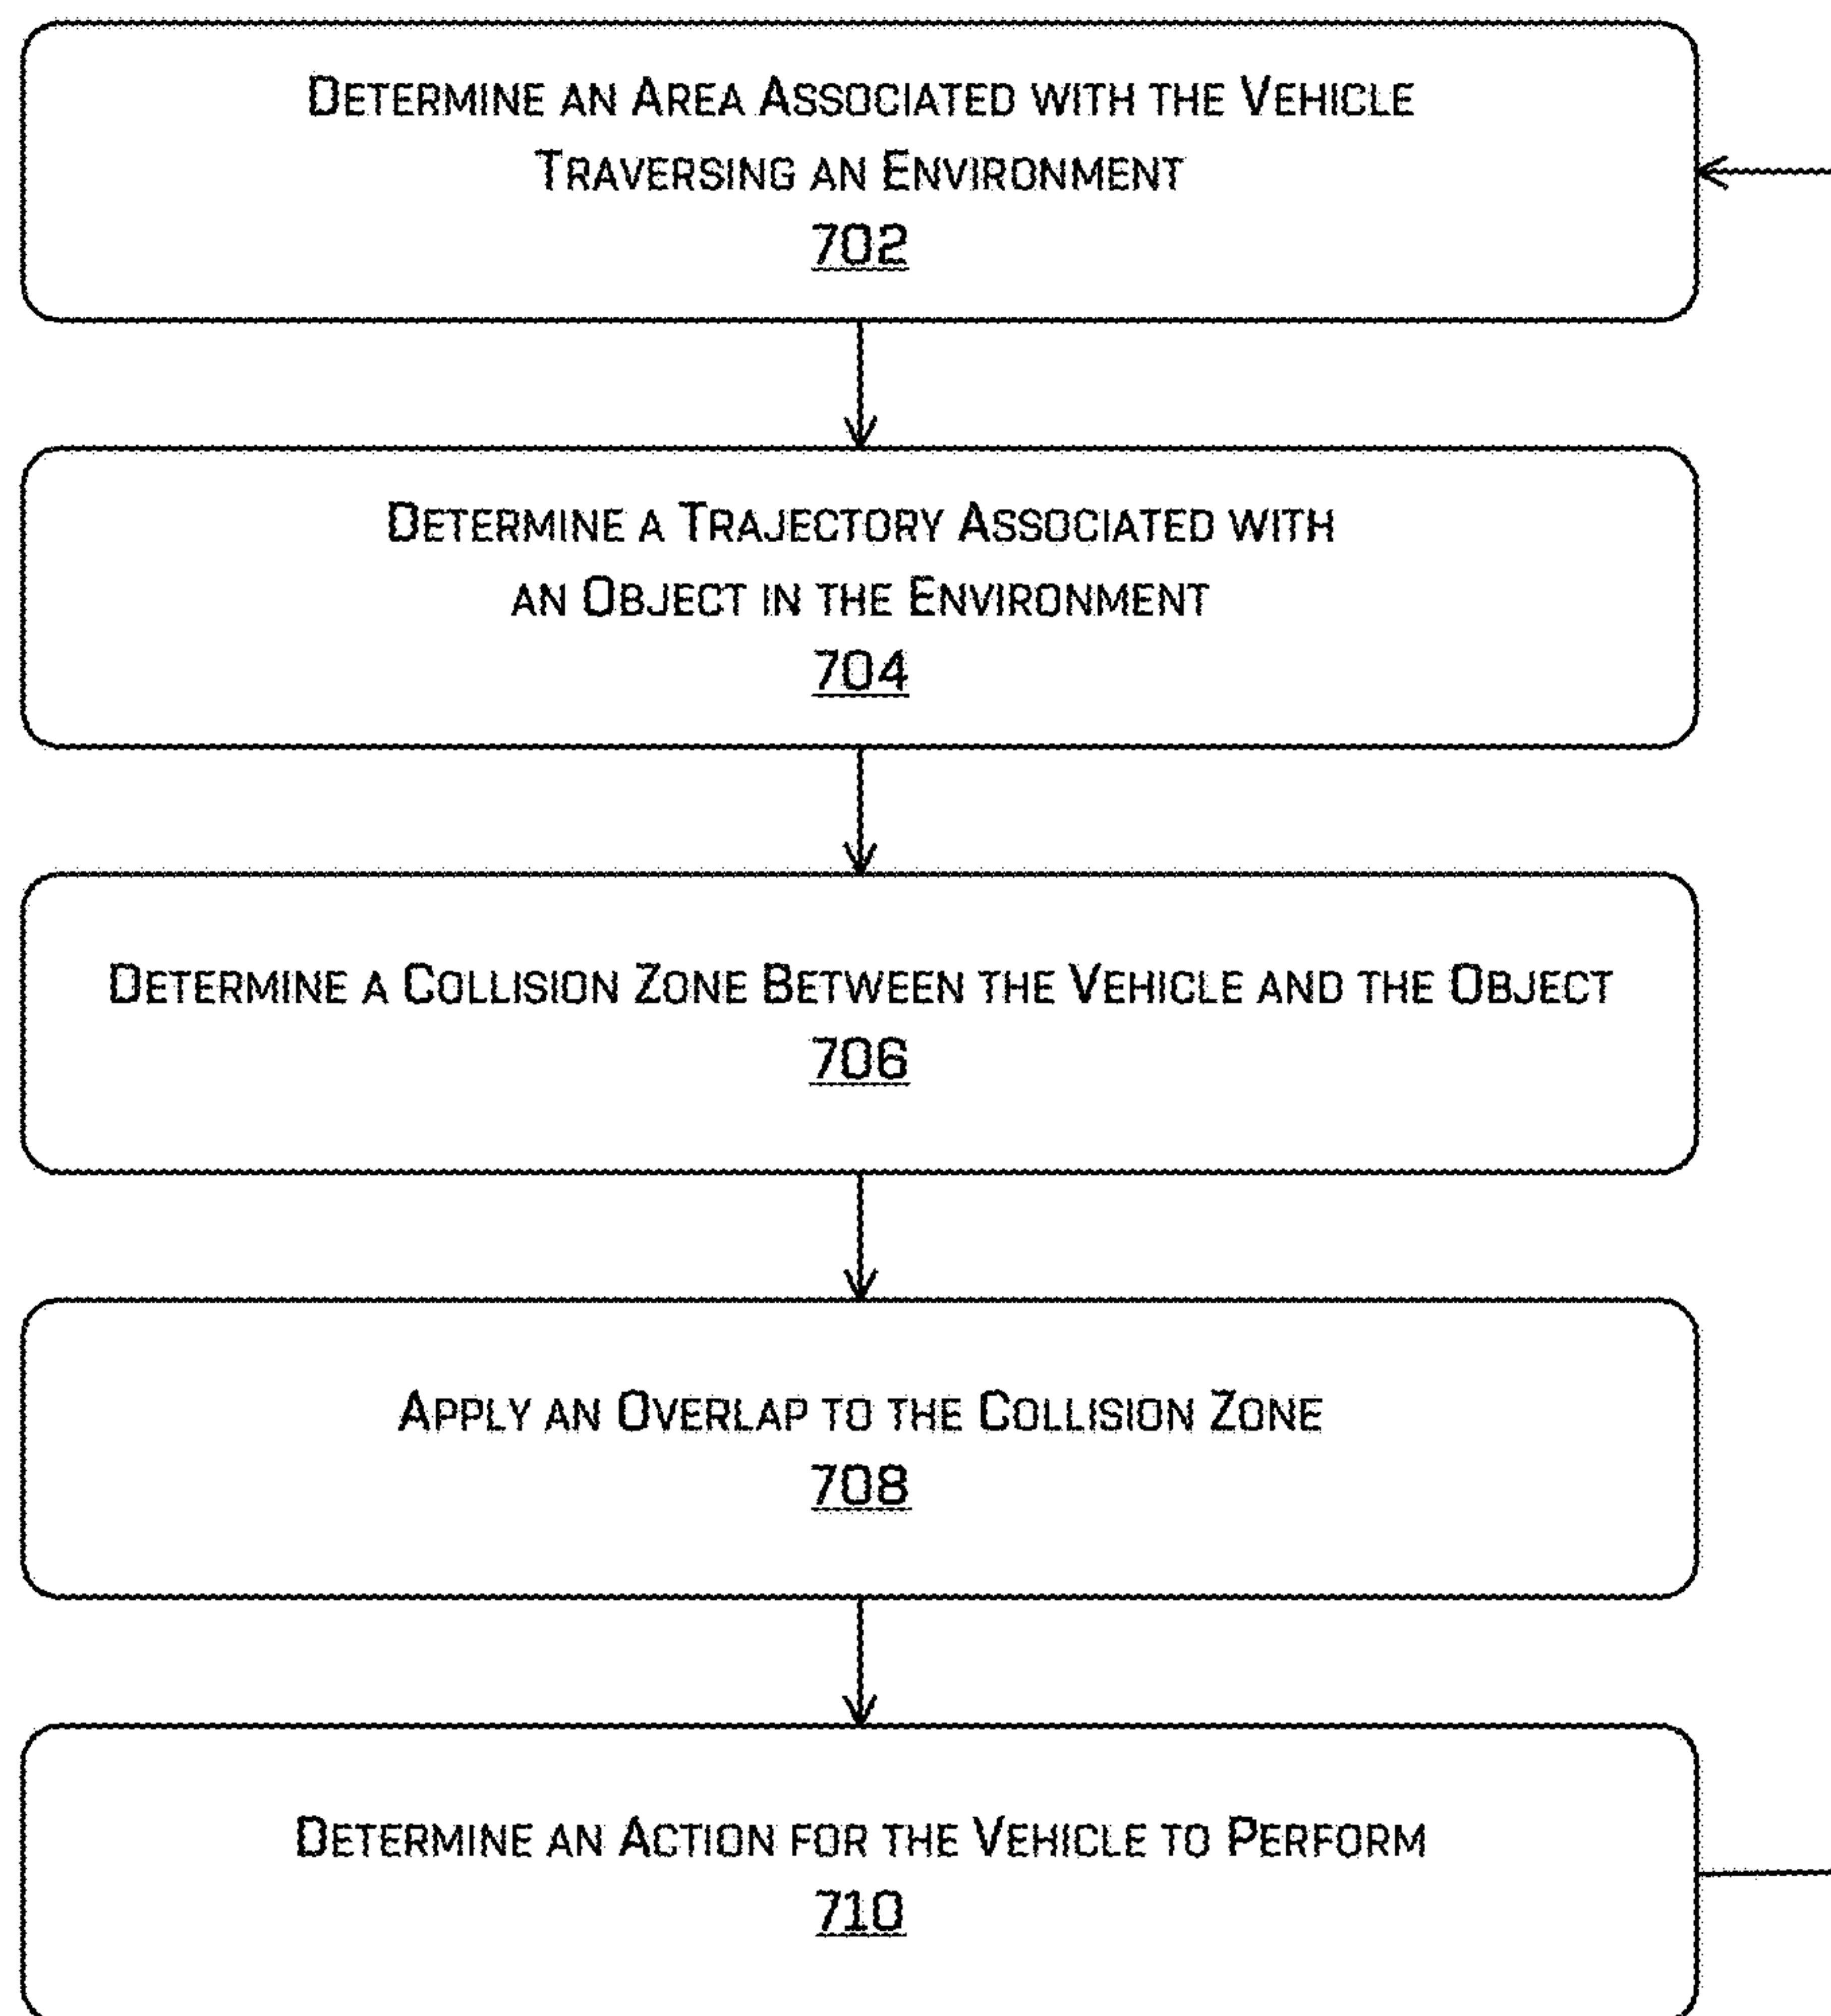 DETERMINE AN AREA ASSOCIATED WITH THE VEHICLE
TRAVERSING AN ENVIRONMENT
702
DETERMINE A TRAJECTORY ASSOCIATED WITH
AN OBJECT IN THE ENVIRONMENT
704
DETERMINE A COLLISION ZONE BETWEEN THE VEHICLE AND THE OBJECT
706
APPLY AN OVERLAP TO THE COLLISION ZONE
708
DETERMINE AN ACTION FOR THE VEHICLE TO PERFORM
710